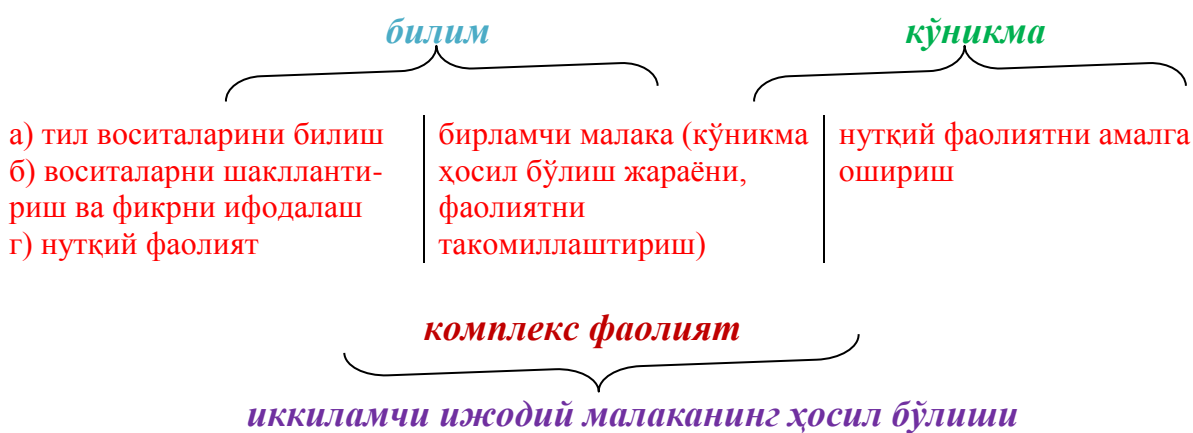 билим
кўникма
а) тил воситаларини билиш
б) воситаларни шакллантири-
риш ва фикрни ифодалаш
г) нутқий фаолият
бирламчи малака (кўникма
ҳосил бўлиш жараёни,
фаолиятни
такомиллаштириш)
нутқий фаолиятни амалга
ошириш
комплекс фаолият
иккиламчи ижодий малаканинг ҳосил бўлиши